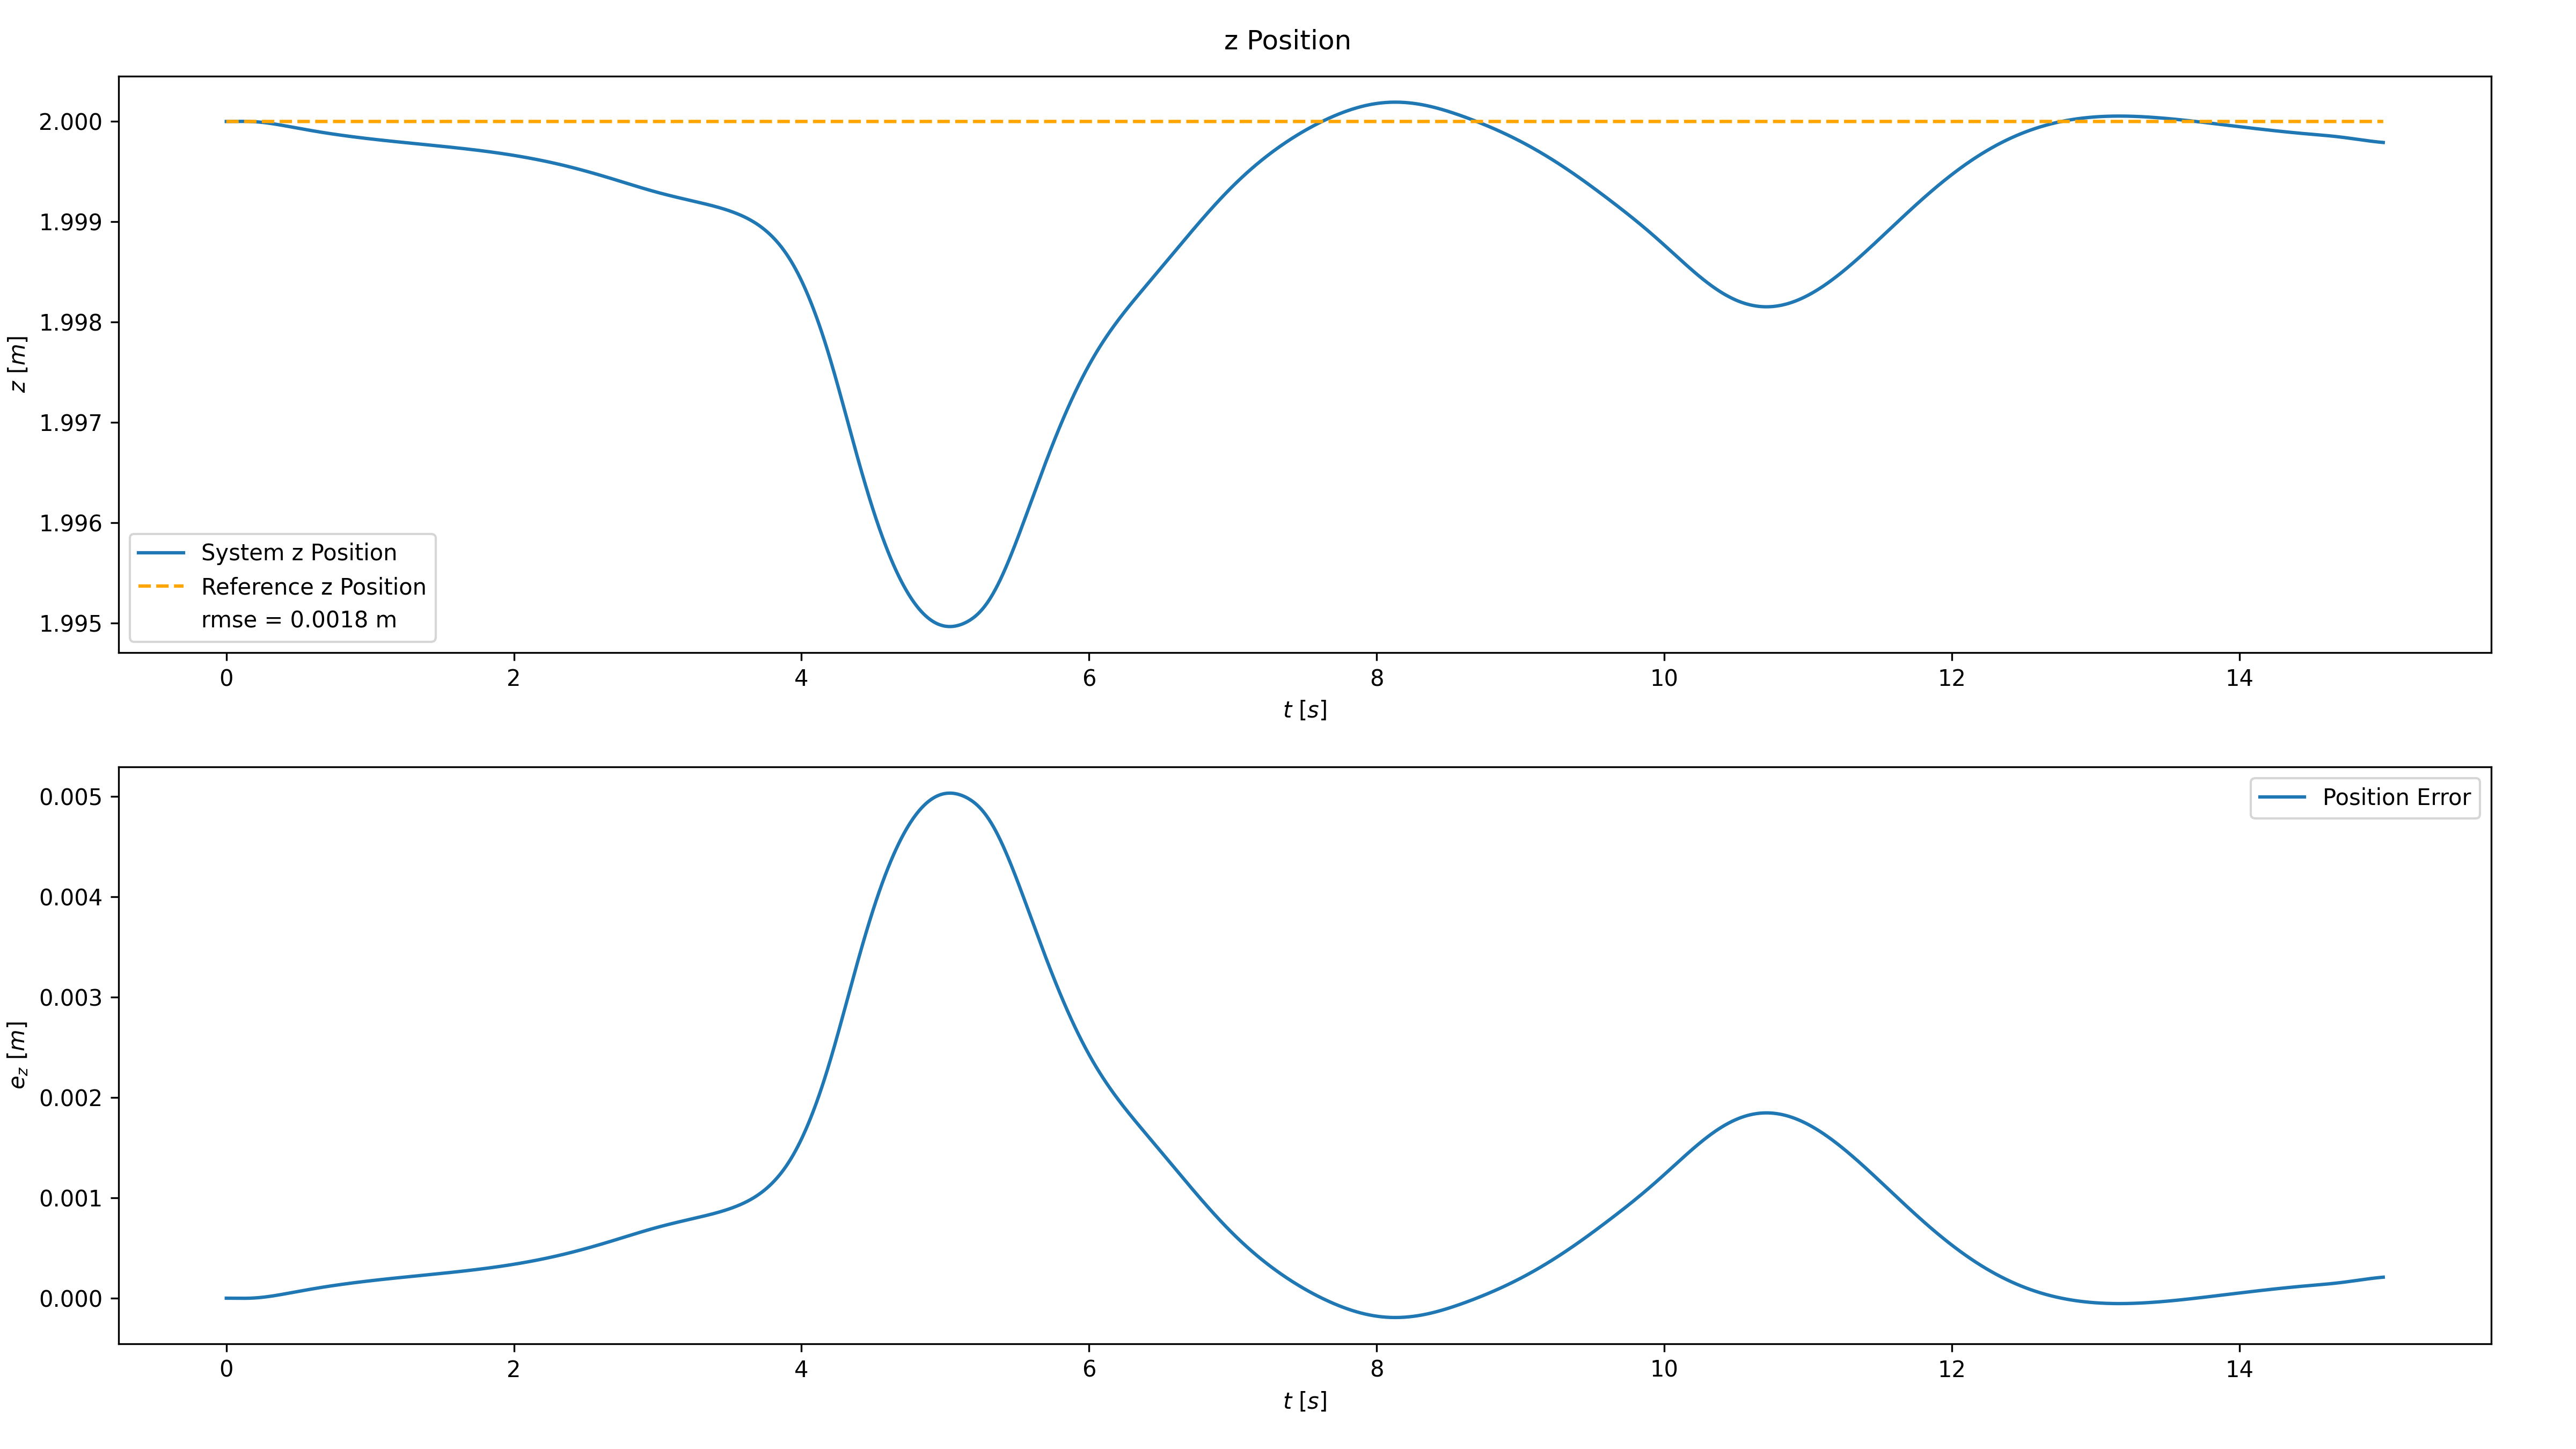 z Position
2.000
1.999
1.998
1.997
1.996
1.995
z [m]
System z Position
Reference z Position
rmse = 0.0018 m
0 2 4 6 8 10 12 14
t [s]
0.005
0.004
0.003
0.002
0.001
0.000
e_z [m]
Position Error
0 2 4 6 8 10 12 14
t [s]